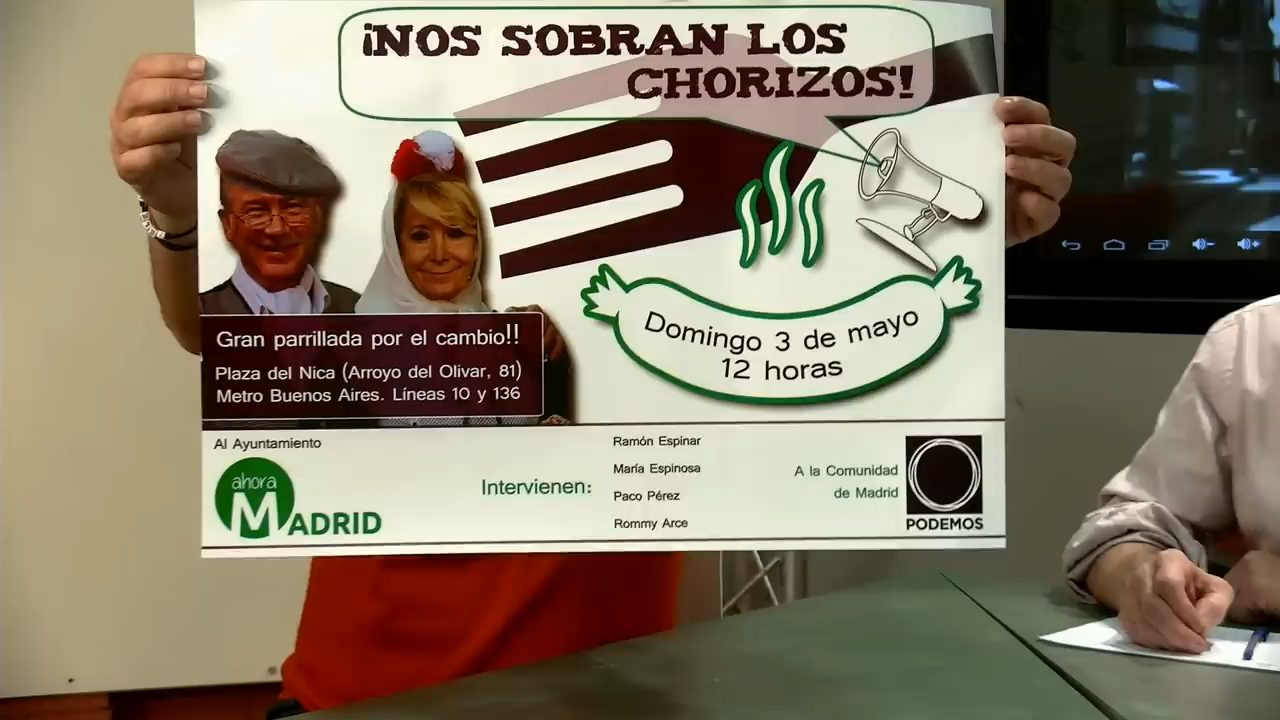 ¡NOS SOBRAN LOS
CHORIZOS!
Domingo 3 de mayo
12 horas
Gran parrillada por el cambio!!
Plaza del Nica (Arroyo del Olivar, 81)
Metro Buenos Aires. Líneas 10 y 136
Al Ayuntamiento
ahora
MADRID
Intervienen:
Ramón Espinar
María Espinosa
Paco Pérez
Rommy Arce
A la Comunidad
de Madrid
PODEMOS